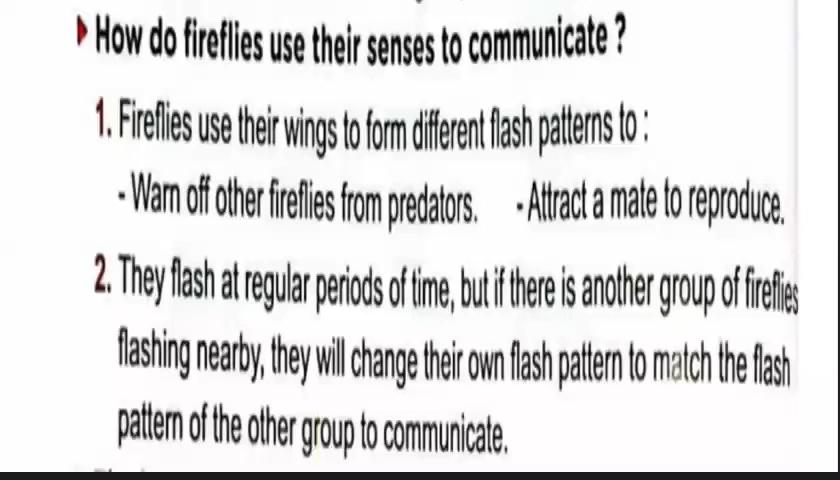 How do fireflies use their senses to communicate ?
1. Fireflies use their wings to form different flash patterns to :
- Warn off other fireflies from predators. - Attract a mate to reproduce.
2. They flash at regular periods of time, but if there is another group of fireflies
flashing nearby, they will change their own flash pattern to match the flash
pattern of the other group to communicate.